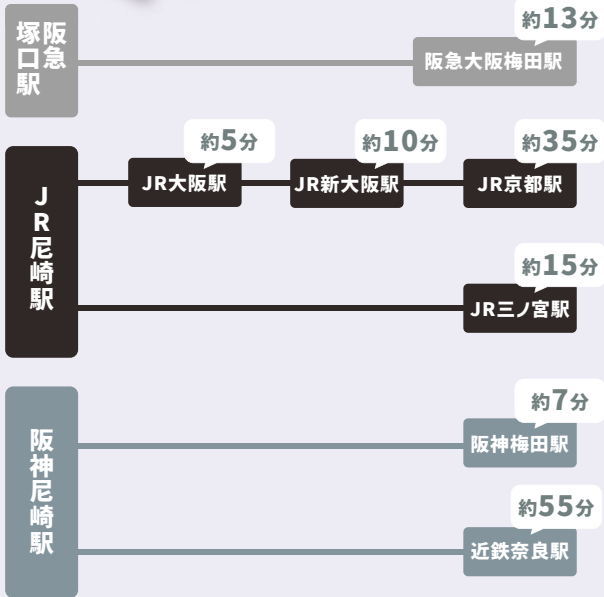 阪急
塚口駅
約13分
阪急大阪梅田駅
JR尼崎駅
約5分
JR大阪駅
約10分
JR新大阪駅
約35分
JR京都駅
約15分
JR三ノ宮駅
阪神尼崎駅
約7分
阪神梅田駅
約55分
近鉄奈良駅